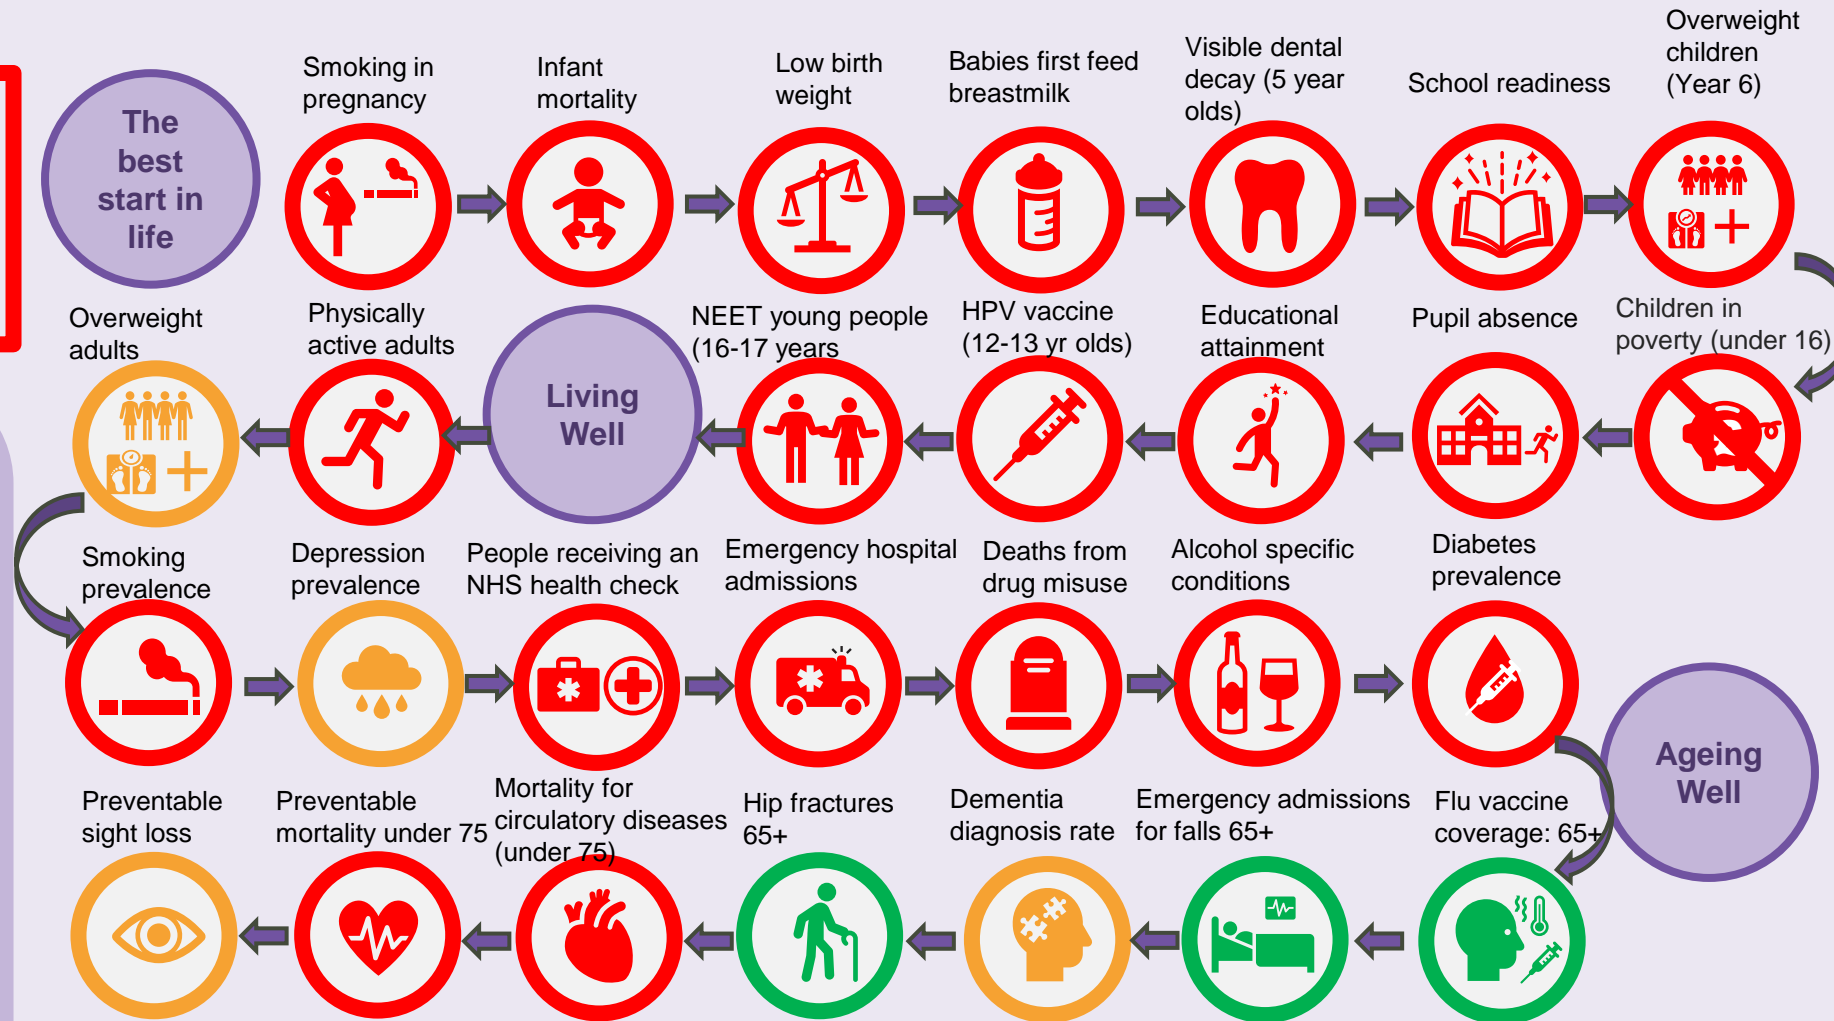 The
best
start in
life
Smoking in
pregnancy
Infant
mortality
Low birth
weight
Babies first feed
breastmilk
Visible dental
decay (5 year
olds)
School readiness
Overweight
children
(Year 6)
Overweight
adults
Physically
active adults
Living
Well
NEET young people
(16-17 years
HPV vaccine
(12-13 yr olds)
Educational
attainment
Pupil absence
Children in
poverty (under 16)
Smoking
prevalence
Depression
prevalence
People receiving an
NHS health check
Emergency hospital
admissions
Deaths from
drug misuse
Alcohol specific
conditions
Diabetes
prevalence
Ageing
Well
Preventable
sight loss
Preventable
mortality under 75
Mortality for
circulatory diseases
(under 75)
Hip fractures
65+
Dementia
diagnosis rate
Emergency admissions
for falls 65+
Flu vaccine
coverage: 65+